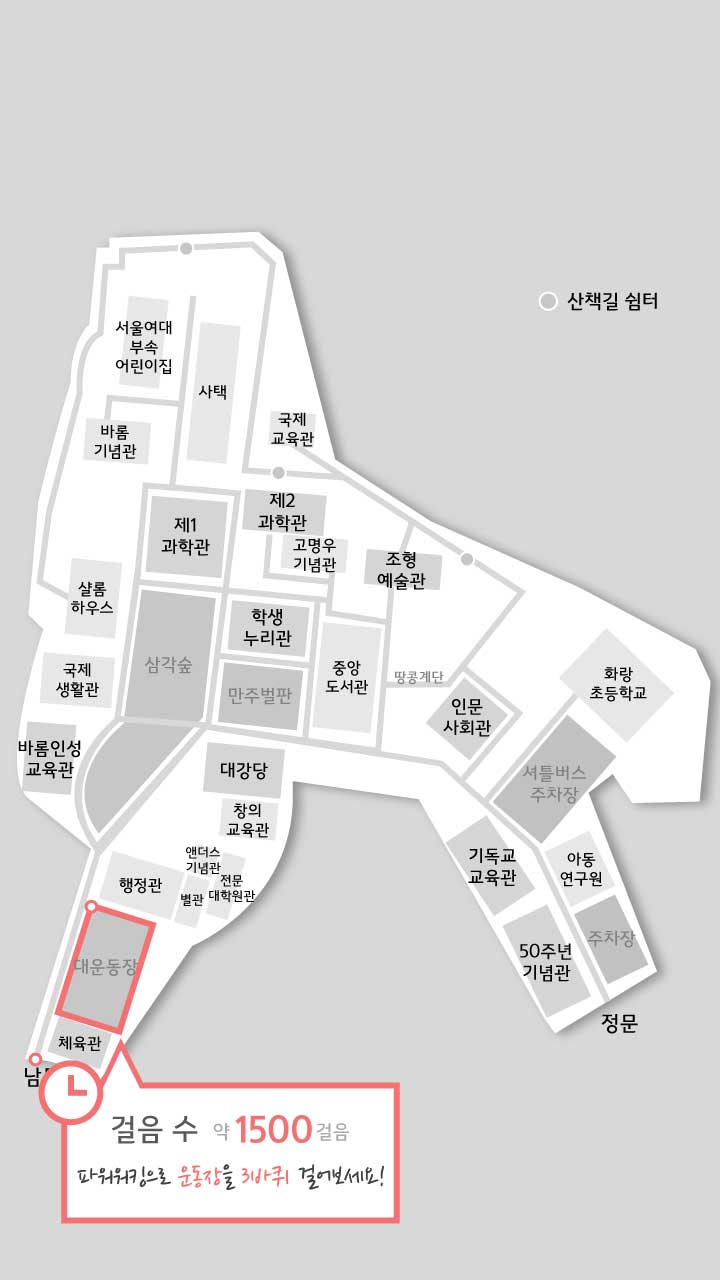 산책길 쉼터
서울여대
부속
어린이집
사택
바롬
기념관
국제
교육관
제1
과학관
제2
과학관
고명우
기념관
조형
예술관
샬롬
하우스
학생
누리관
삼각숲
중앙
도서관
땅콩계단
국제
생활관
만주벌판
인문
사회관
화랑
초등학교
바롬인성
교육관
대강당
셔틀버스
주차장
창의
교육관
앤더스
기념관
전문
대학원관
별관
행정관
기독교
교육관
아동
연구원
대운동장
50주년
기념관
주차장
체육관
정문
남
걸음 수 약 1500 걸음
파워워킹으로 운동장을 3바퀴 걸어보세요!